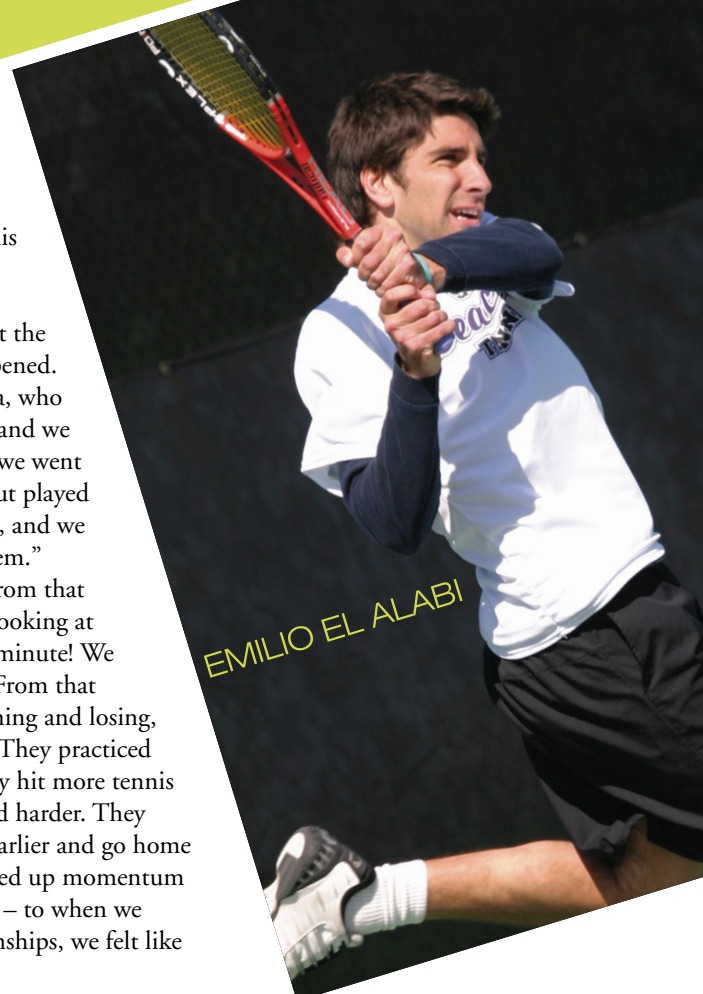 is
t the
pened.
a, who
and we
we went
ut played
, and we
em.”
rom that
ooking at
minute! We
From that
ning and losing,
They practiced
y hit more tennis
d harder. They
arlier and go home
ed up momentum
– to when we
nships, we felt like
EMILIO EL ALABI